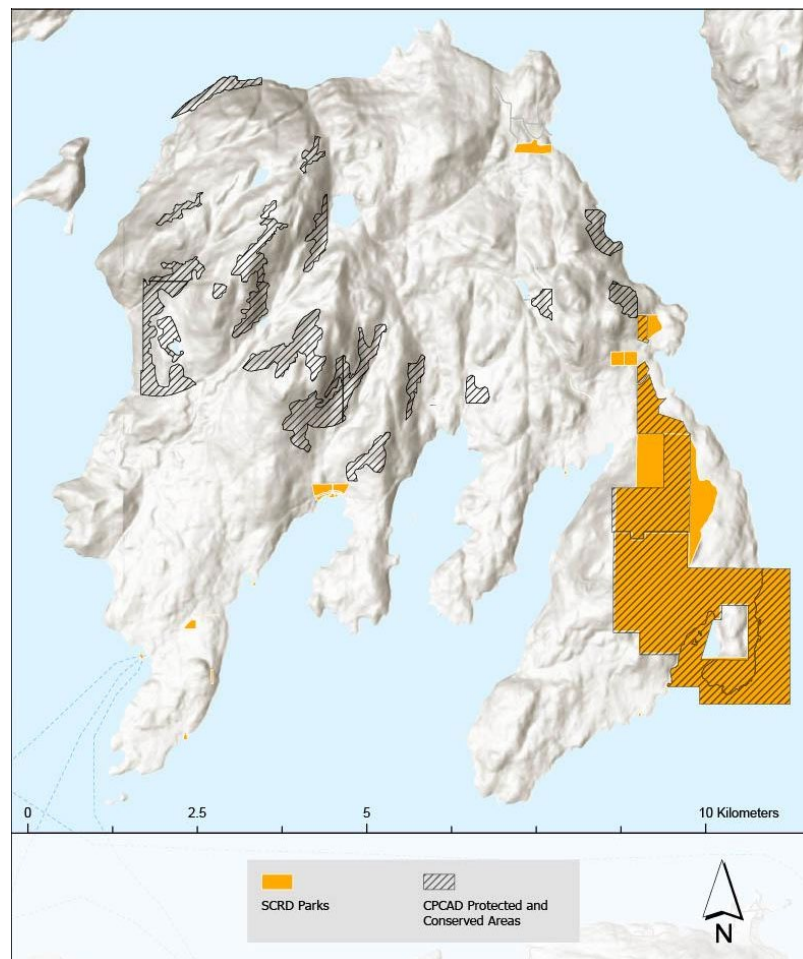 0 2.5 5 10 Kilometers
SCRD Parks
CPCAD Protected and
Conserved Areas
N